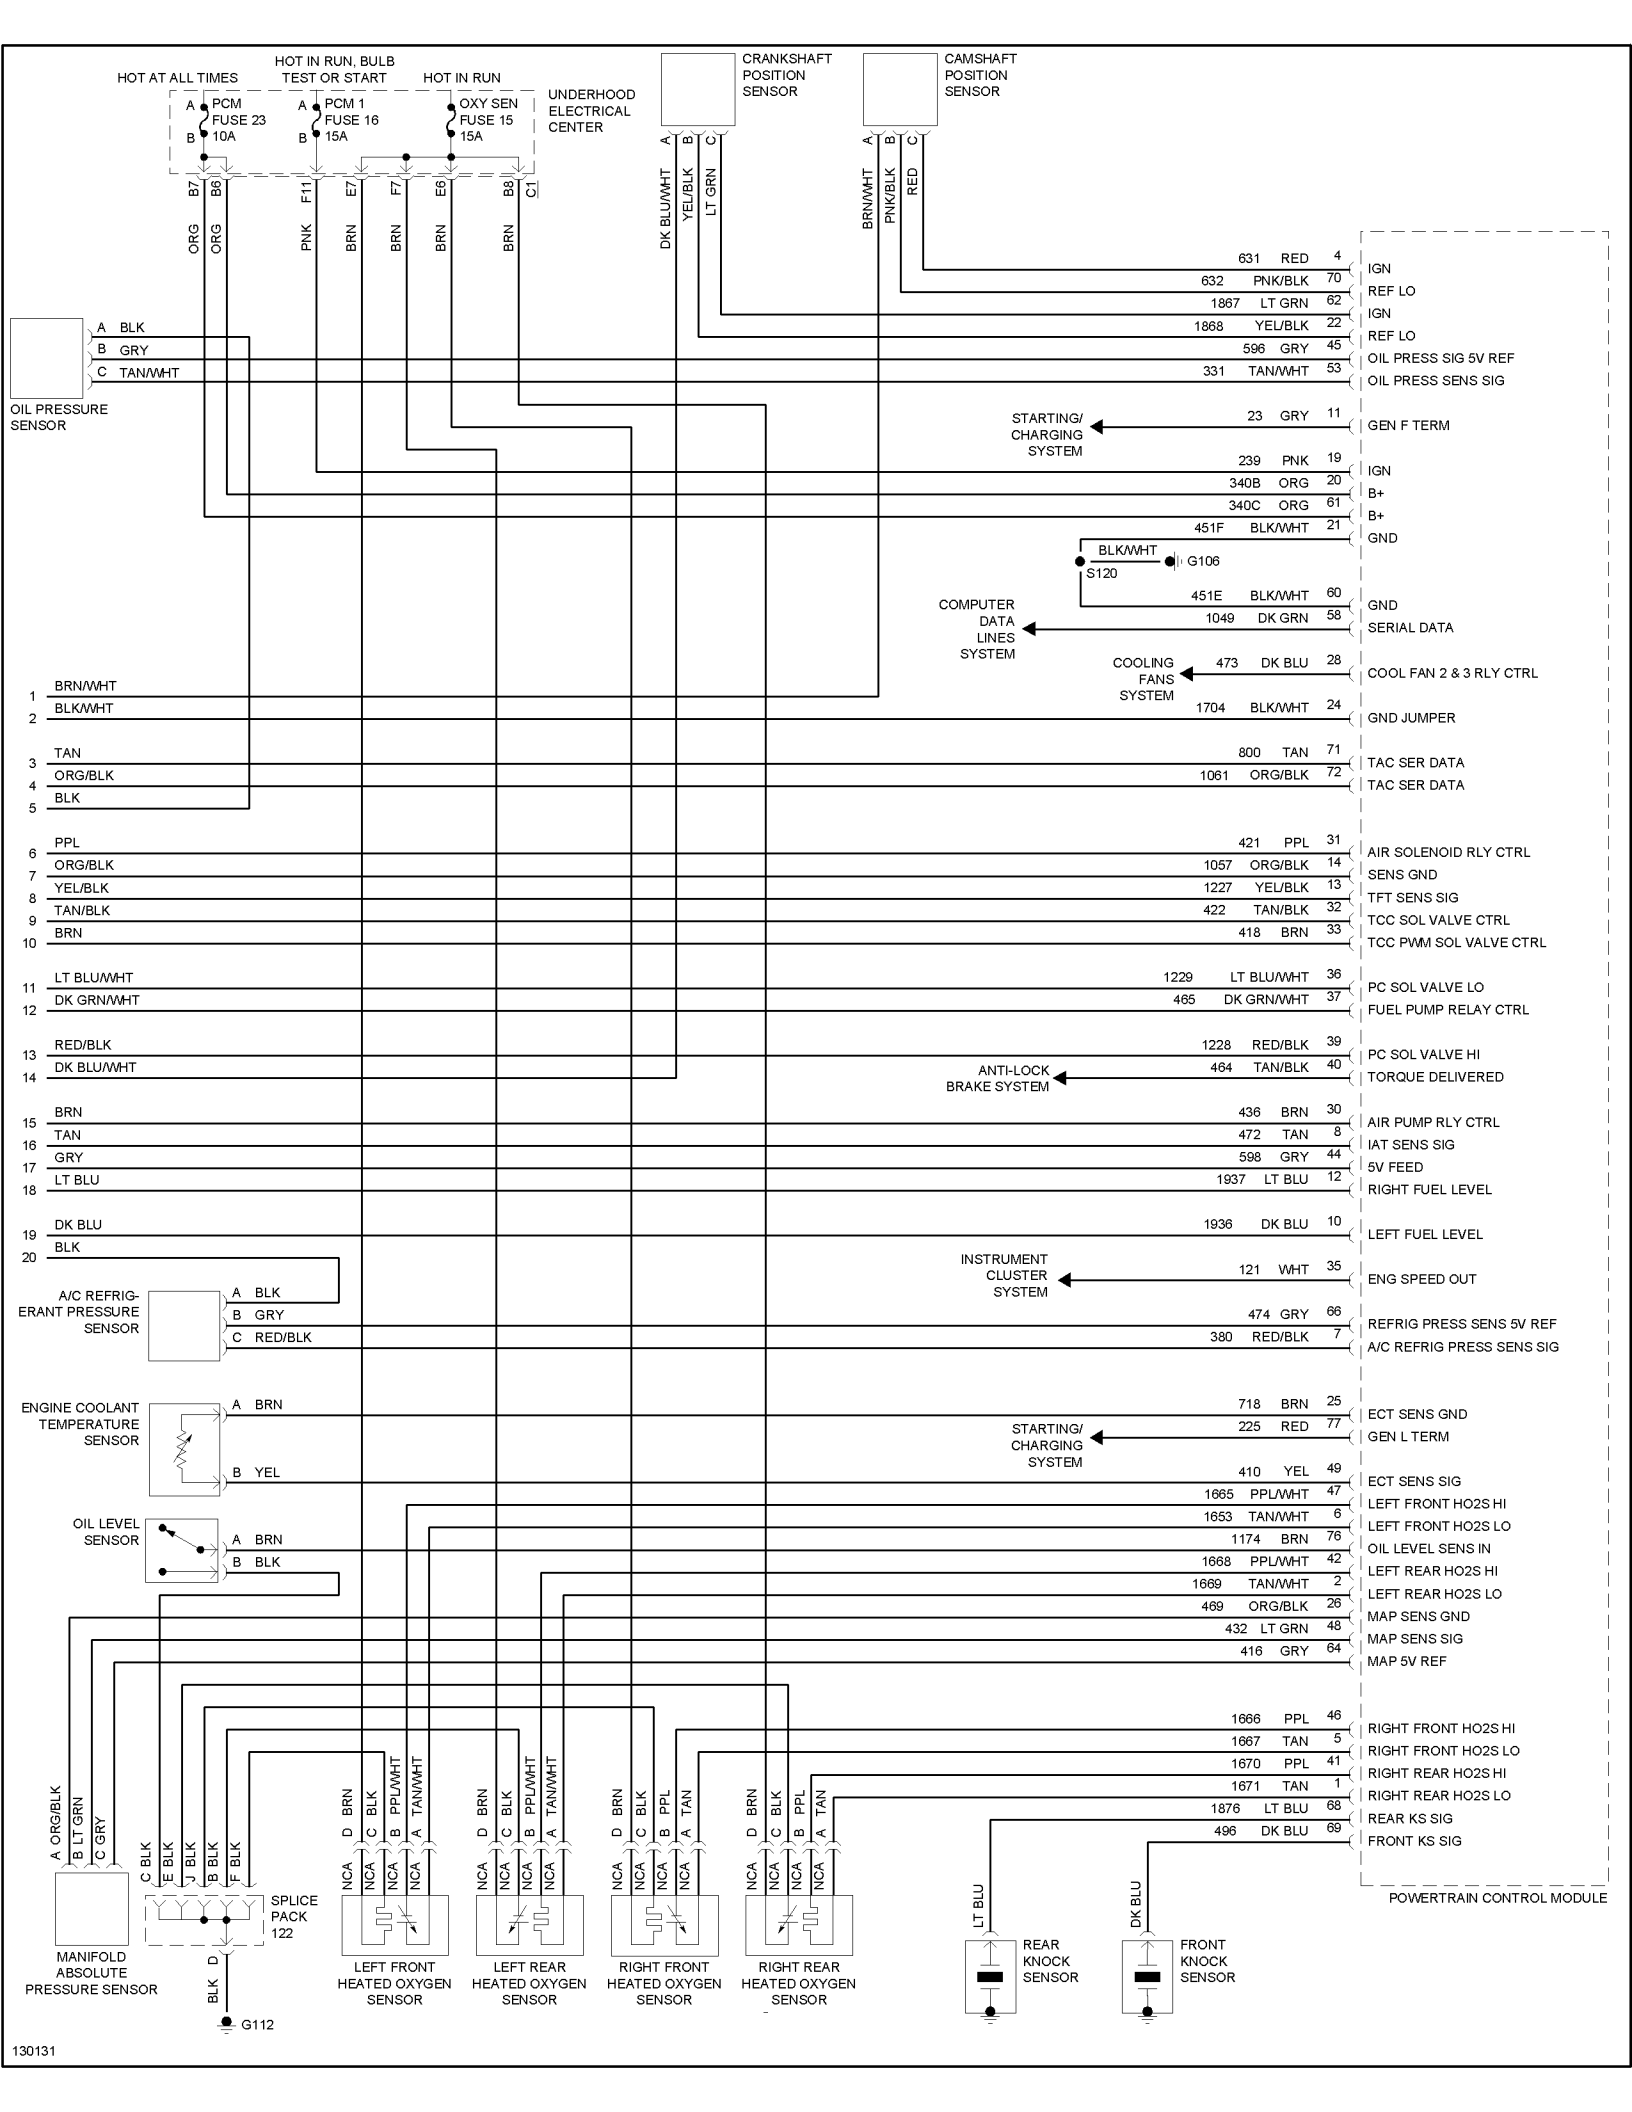 HOT AT ALL TIMES
HOT IN RUN, BULB
TEST OR START
HOT IN RUN
A
PCM
FUSE 23
B
10A
A
PCM 1
FUSE 16
B
15A
OXY SEN
FUSE 15
15A
UNDERHOOD
ELECTRICAL
CENTER
B7
B6
F11
E7
F7
E6
B8
C1
ORG
ORG
PNK
BRN
BRN
BRN
BRN
CRANKSHAFT
POSITION
SENSOR
A
B
C
DK BLU/WHT
YEL/BLK
LT GRN
CAMSHAFT
POSITION
SENSOR
A
B
C
BRN/WHT
PNK/BLK
RED
A BLK
B GRY
C TAN/WHT
OIL PRESSURE
SENSOR
631 RED 4 IGN
632 PNK/BLK 70 REF LO
1867 LT GRN 62 IGN
1868 YEL/BLK 22 REF LO
596 GRY 45 OIL PRESS SIG 5V REF
331 TAN/WHT 53 OIL PRESS SENS SIG
STARTING/
CHARGING
SYSTEM
23 GRY 11 GEN F TERM
239 PNK 19 IGN
340B ORG 20 B+
340C ORG 61 B+
451F BLK/WHT 21 GND
BLK/WHT
S120
G106
451E BLK/WHT 60 GND
COMPUTER
DATA
LINES
SYSTEM
1049 DK GRN 58 SERIAL DATA
COOLING
FANS
SYSTEM
473 DK BLU 28 COOL FAN 2 & 3 RLY CTRL
1 BRN/WHT
2 BLK/WHT 1704 BLK/WHT 24 GND JUMPER
3 TAN 800 TAN 71 TAC SER DATA
4 ORG/BLK 1061 ORG/BLK 72 TAC SER DATA
5 BLK
6 PPL 421 PPL 31 AIR SOLENOID RLY CTRL
7 ORG/BLK 1057 ORG/BLK 14 SENS GND
8 YEL/BLK 1227 YEL/BLK 13 TFT SENS SIG
9 TAN/BLK 422 TAN/BLK 32 TCC SOL VALVE CTRL
10 BRN 418 BRN 33 TCC PWM SOL VALVE CTRL
11 LT BLU/WHT 1229 LT BLU/WHT 36 PC SOL VALVE LO
12 DK GRN/WHT 465 DK GRN/WHT 37 FUEL PUMP RELAY CTRL
13 RED/BLK 1228 RED/BLK 39 PC SOL VALVE HI
14 DK BLU/WHT
ANTI-LOCK
BRAKE SYSTEM
464 TAN/BLK 40 TORQUE DELIVERED
15 BRN 436 BRN 30 AIR PUMP RLY CTRL
16 TAN 472 TAN 8 IAT SENS SIG
17 GRY 598 GRY 44 5V FEED
18 LT BLU 1937 LT BLU 12 RIGHT FUEL LEVEL
19 DK BLU 1936 DK BLU 10 LEFT FUEL LEVEL
20 BLK
INSTRUMENT
CLUSTER
SYSTEM
121 WHT 35 ENG SPEED OUT
A/C REFRIG-
ERANT PRESSURE
SENSOR
A BLK
B GRY 474 GRY 66 REFRIG PRESS SENS 5V REF
C RED/BLK 380 RED/BLK 7 A/C REFRIG PRESS SENS SIG
ENGINE COOLANT
TEMPERATURE
SENSOR
A BRN 718 BRN 25 ECT SENS GND
STARTING/
CHARGING
SYSTEM
225 RED 77 GEN L TERM
B YEL 410 YEL 49 ECT SENS SIG
1665 PPL/WHT 47 LEFT FRONT HO2S HI
1653 TAN/WHT 6 LEFT FRONT HO2S LO
OIL LEVEL
SENSOR
A BRN 1174 BRN 76 OIL LEVEL SENS IN
B BLK 1668 PPL/WHT 42 LEFT REAR HO2S HI
1669 TAN/WHT 2 LEFT REAR HO2S LO
469 ORG/BLK 26 MAP SENS GND
432 LT GRN 48 MAP SENS SIG
416 GRY 64 MAP 5V REF
1666 PPL 46 RIGHT FRONT HO2S HI
1667 TAN 5 RIGHT FRONT HO2S LO
1670 PPL 41 RIGHT REAR HO2S HI
1671 TAN 1 RIGHT REAR HO2S LO
1876 LT BLU 68 REAR KS SIG
496 DK BLU 69 FRONT KS SIG
POWERTRAIN CONTROL MODULE
A ORG/BLK
B LT GRN
C GRY
MANIFOLD
ABSOLUTE
PRESSURE SENSOR
C BLK
E BLK
J BLK
B BLK
F BLK
SPLICE
PACK
122
D
BLK
G112
D BRN
C BLK
B PPL/WHT
A TAN/WHT
NCA
NCA
NCA
NCA
LEFT FRONT
HEATED OXYGEN
SENSOR
D BRN
C BLK
B PPL/WHT
A TAN/WHT
NCA
NCA
NCA
NCA
LEFT REAR
HEATED OXYGEN
SENSOR
D BRN
C BLK
B PPL
A TAN
NCA
NCA
NCA
NCA
RIGHT FRONT
HEATED OXYGEN
SENSOR
D BRN
C BLK
B PPL
A TAN
NCA
NCA
NCA
NCA
RIGHT REAR
HEATED OXYGEN
SENSOR
LT BLU
REAR
KNOCK
SENSOR
DK BLU
FRONT
KNOCK
SENSOR
130131